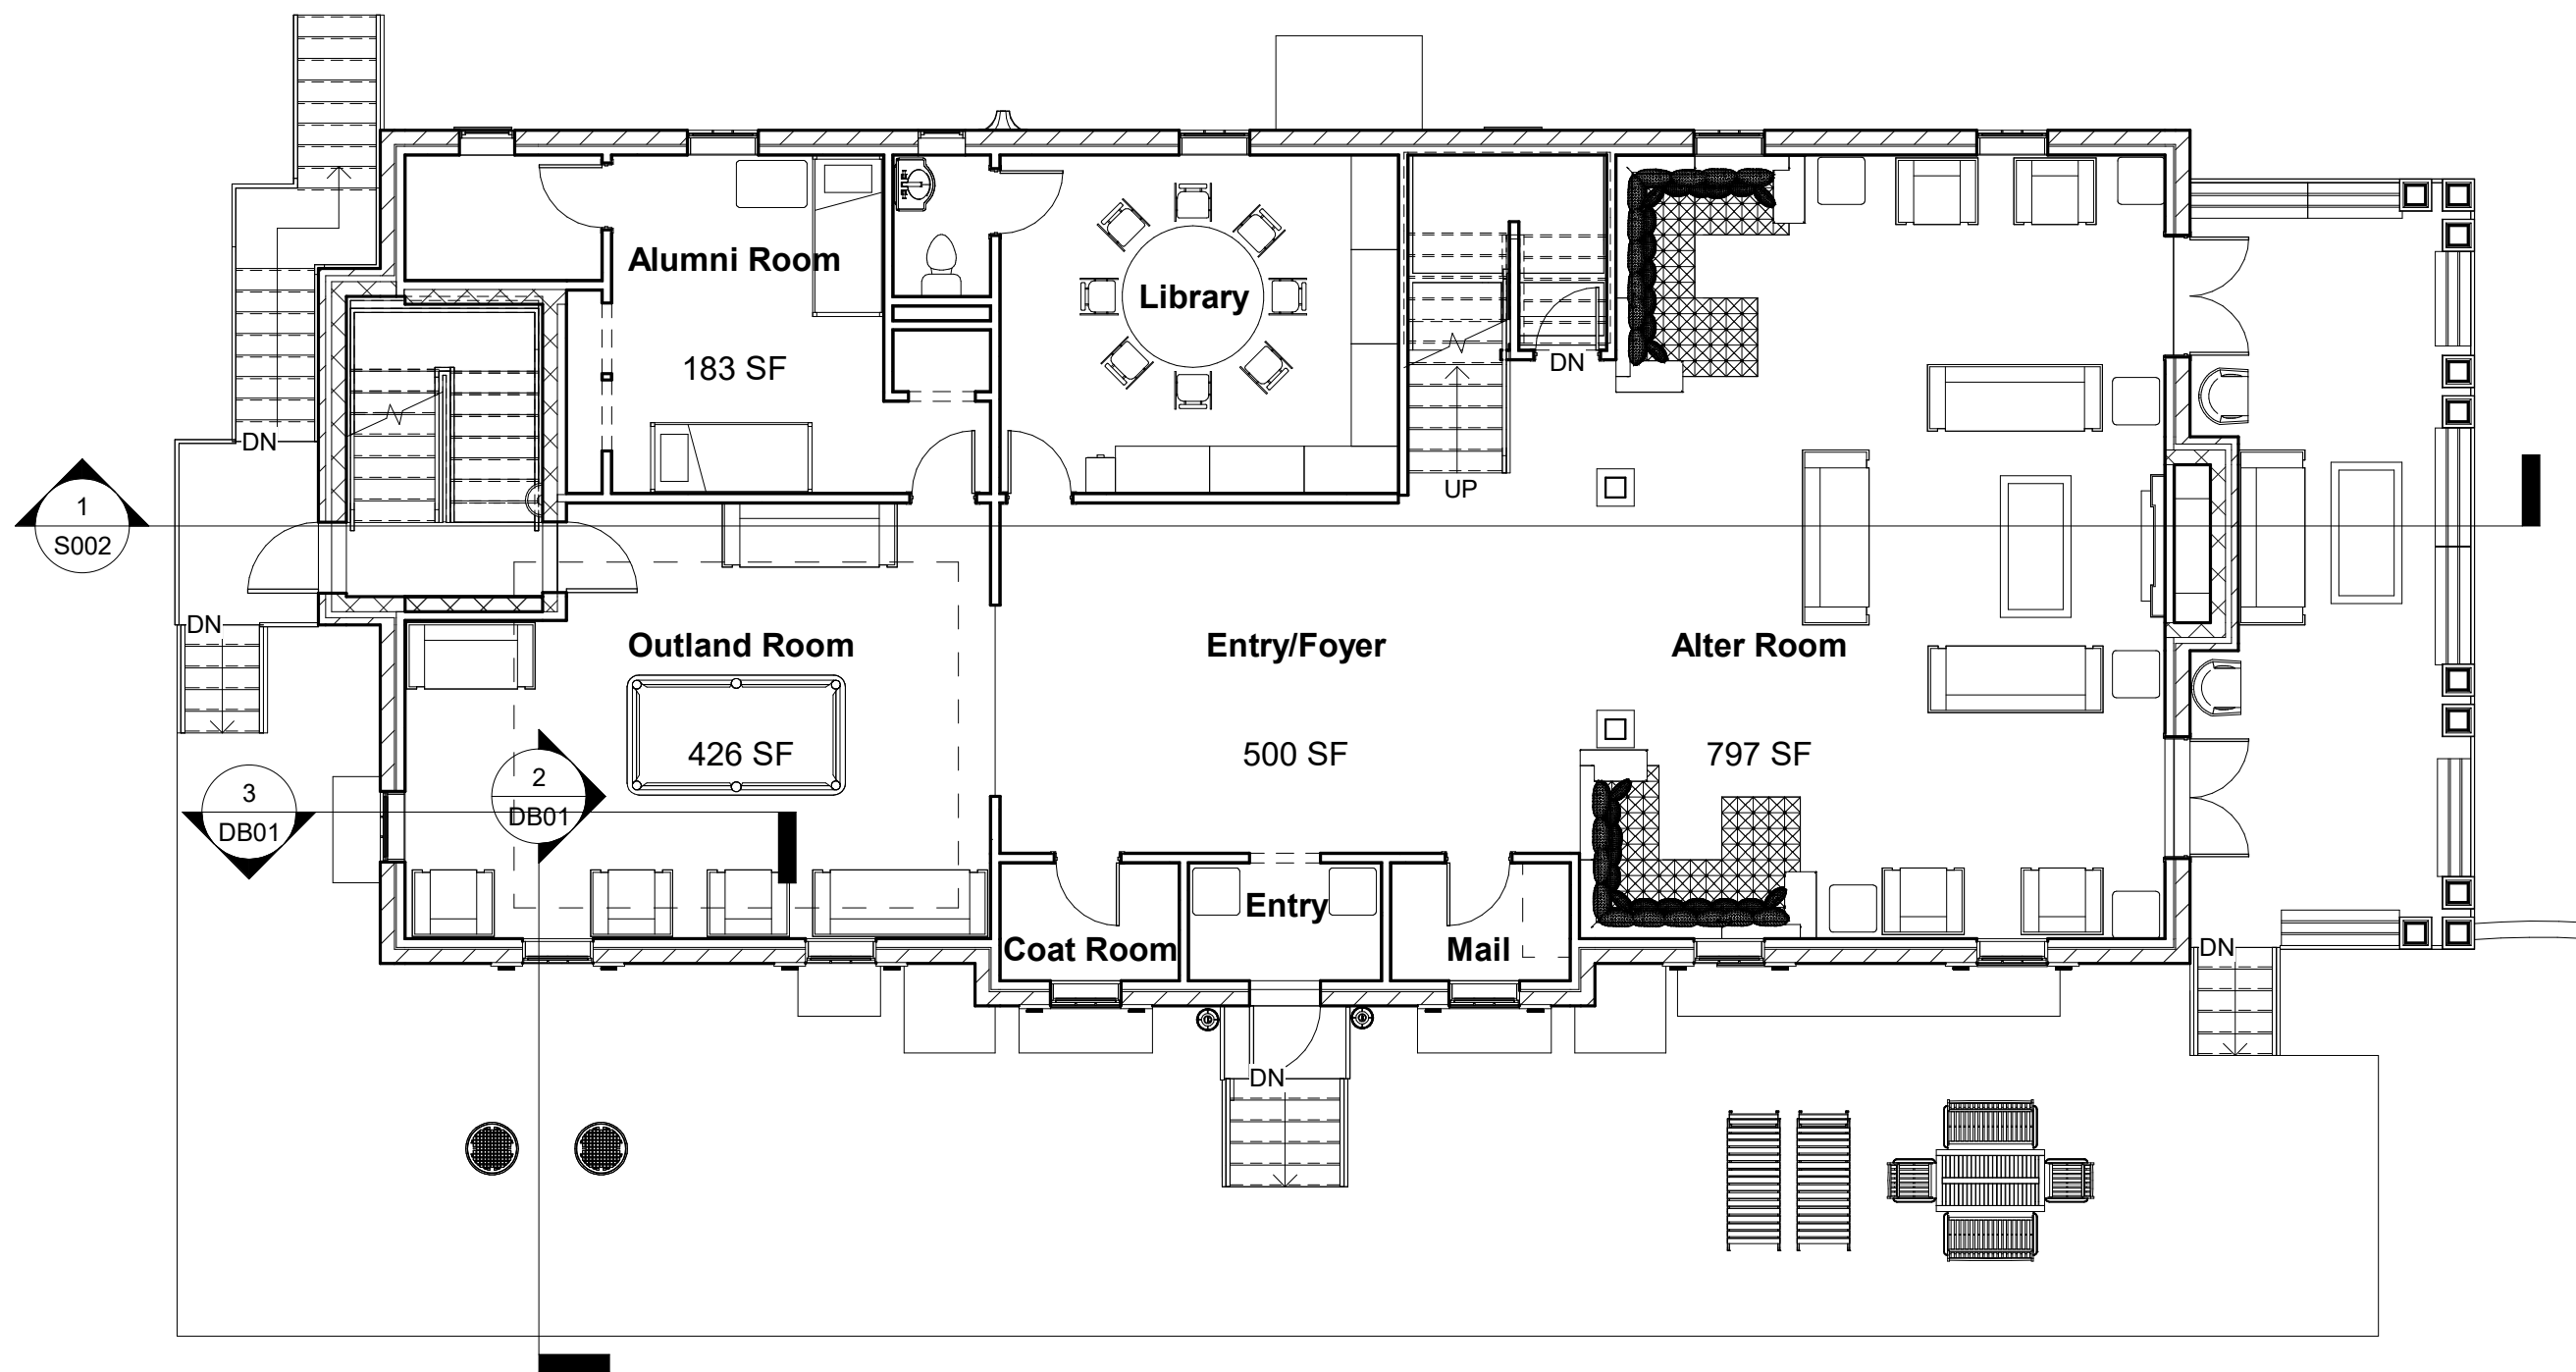 Alumni Room
Library
183 SF
DN
DN
1
S002
UP
DN
Outland Room
Entry/Foyer
Alter Room
426 SF
500 SF
797 SF
3
DB01
2
DB01
Entry
Coat Room
Mail
DN
DN